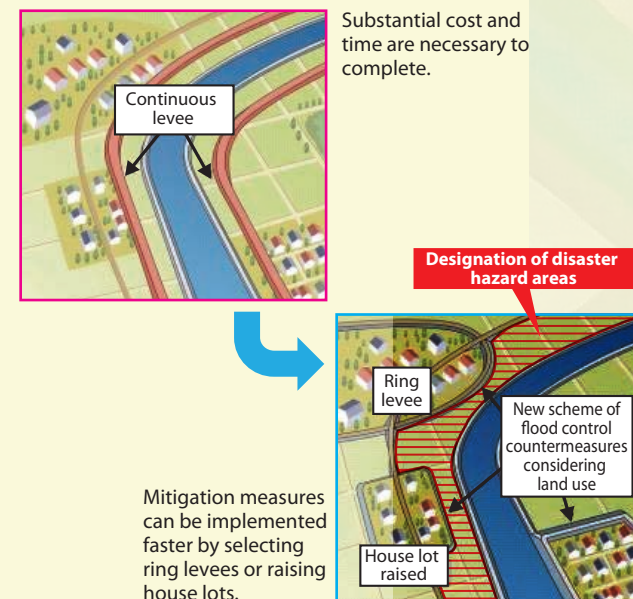 Substantial cost and
time are necessary to
complete.
Continuous
levee
Designation of disaster
hazard areas
Ring
levee
New scheme of
flood control
countermeasures
considering
land use
Mitigation measures
can be implemented
faster by selecting
ring levees or raising
house lots.
House lot
raised